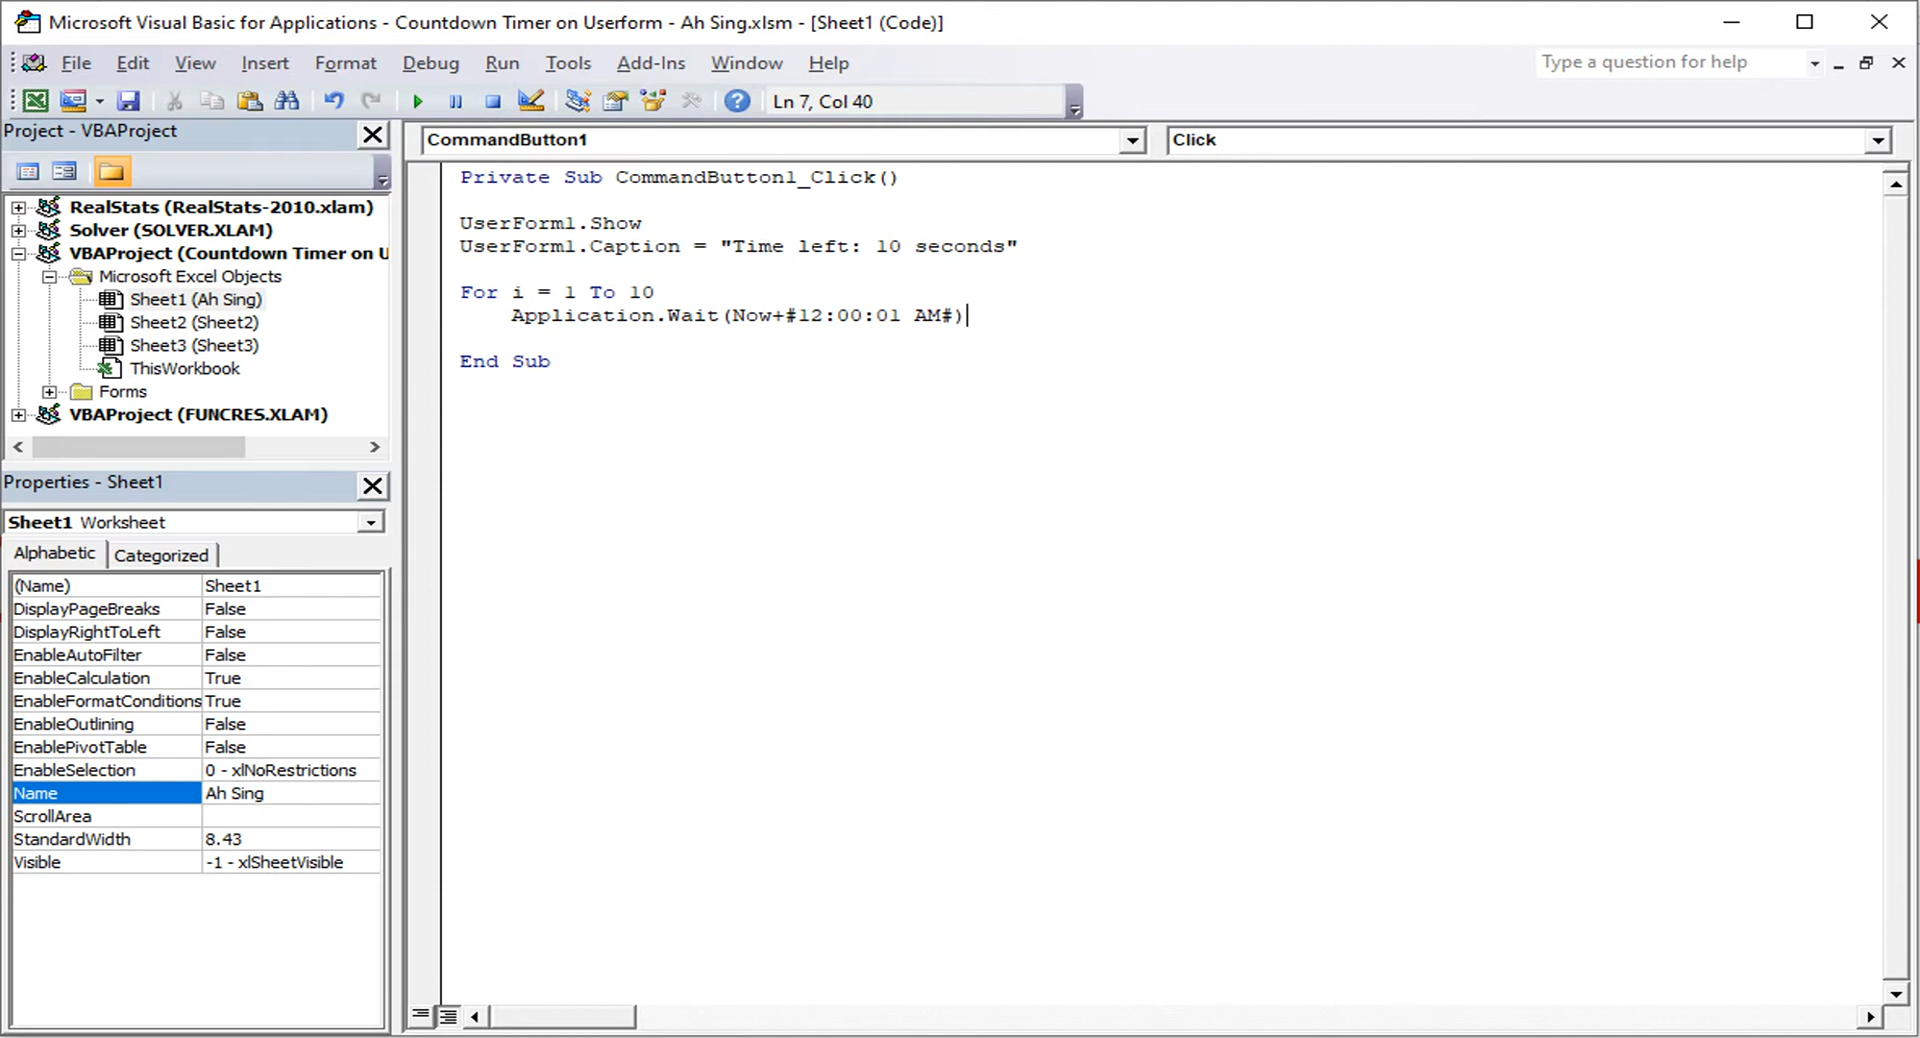 Microsoft Visual Basic for Applications - Countdown Timer on Userform - Ah Sing.xlsm - [Sheet1 (Code)]
File Edit View Insert Format Debug Run Tools Add-Ins Window Help
Type a question for help
Ln 7, Col 40
Project - VBAProject
RealStats (RealStats-2010.xlam)
Solver (SOLVER.XLAM)
VBAProject (Countdown Timer on U
Microsoft Excel Objects
Sheet1 (Ah Sing)
Sheet2 (Sheet2)
Sheet3 (Sheet3)
ThisWorkbook
Forms
VBAProject (FUNCRES.XLAM)
Properties - Sheet1
Sheet1 Worksheet
Alphabetic Categorized
(Name) Sheet1
DisplayPageBreaks False
DisplayRightToLeft False
EnableAutoFilter False
EnableCalculation True
EnableFormatConditions True
EnableOutlining False
EnablePivotTable False
EnableSelection 0 - xlNoRestrictions
Name Ah Sing
ScrollArea
StandardWidth 8.43
Visible -1 - xlSheetVisible
CommandButton1
Click
Private Sub CommandButton1_Click()
UserForm1.Show
UserForm1.Caption = "Time left: 10 seconds"
For i = 1 To 10
Application.Wait(Now+#12:00:01 AM#)
End Sub